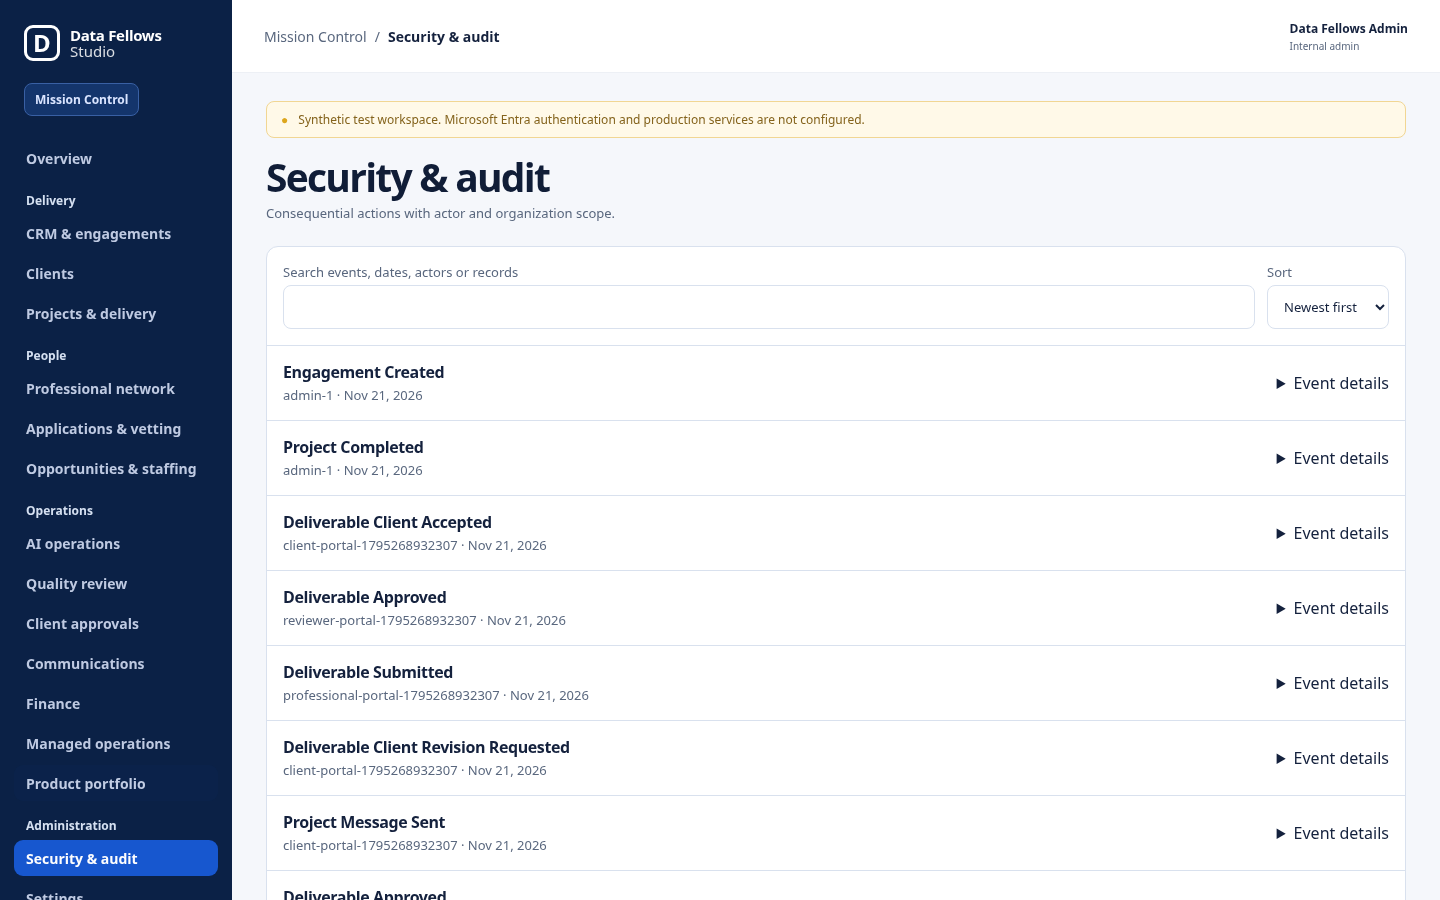 D
Data Fellows
Studio
Mission Control
Overview
Delivery
CRM & engagements
Clients
Projects & delivery
People
Professional network
Applications & vetting
Opportunities & staffing
Operations
AI operations
Quality review
Client approvals
Communications
Finance
Managed operations
Product portfolio
Administration
Security & audit
Settings
Mission Control / Security & audit
Data Fellows Admin
Internal admin
Synthetic test workspace. Microsoft Entra authentication and production services are not configured.
Security & audit
Consequential actions with actor and organization scope.
Search events, dates, actors or records
Sort
Newest first
Engagement Created
admin-1 · Nov 21, 2026
Event details
Project Completed
admin-1 · Nov 21, 2026
Event details
Deliverable Client Accepted
client-portal-1795268932307 · Nov 21, 2026
Event details
Deliverable Approved
reviewer-portal-1795268932307 · Nov 21, 2026
Event details
Deliverable Submitted
professional-portal-1795268932307 · Nov 21, 2026
Event details
Deliverable Client Revision Requested
client-portal-1795268932307 · Nov 21, 2026
Event details
Project Message Sent
client-portal-1795268932307 · Nov 21, 2026
Event details
Deliverable Approved